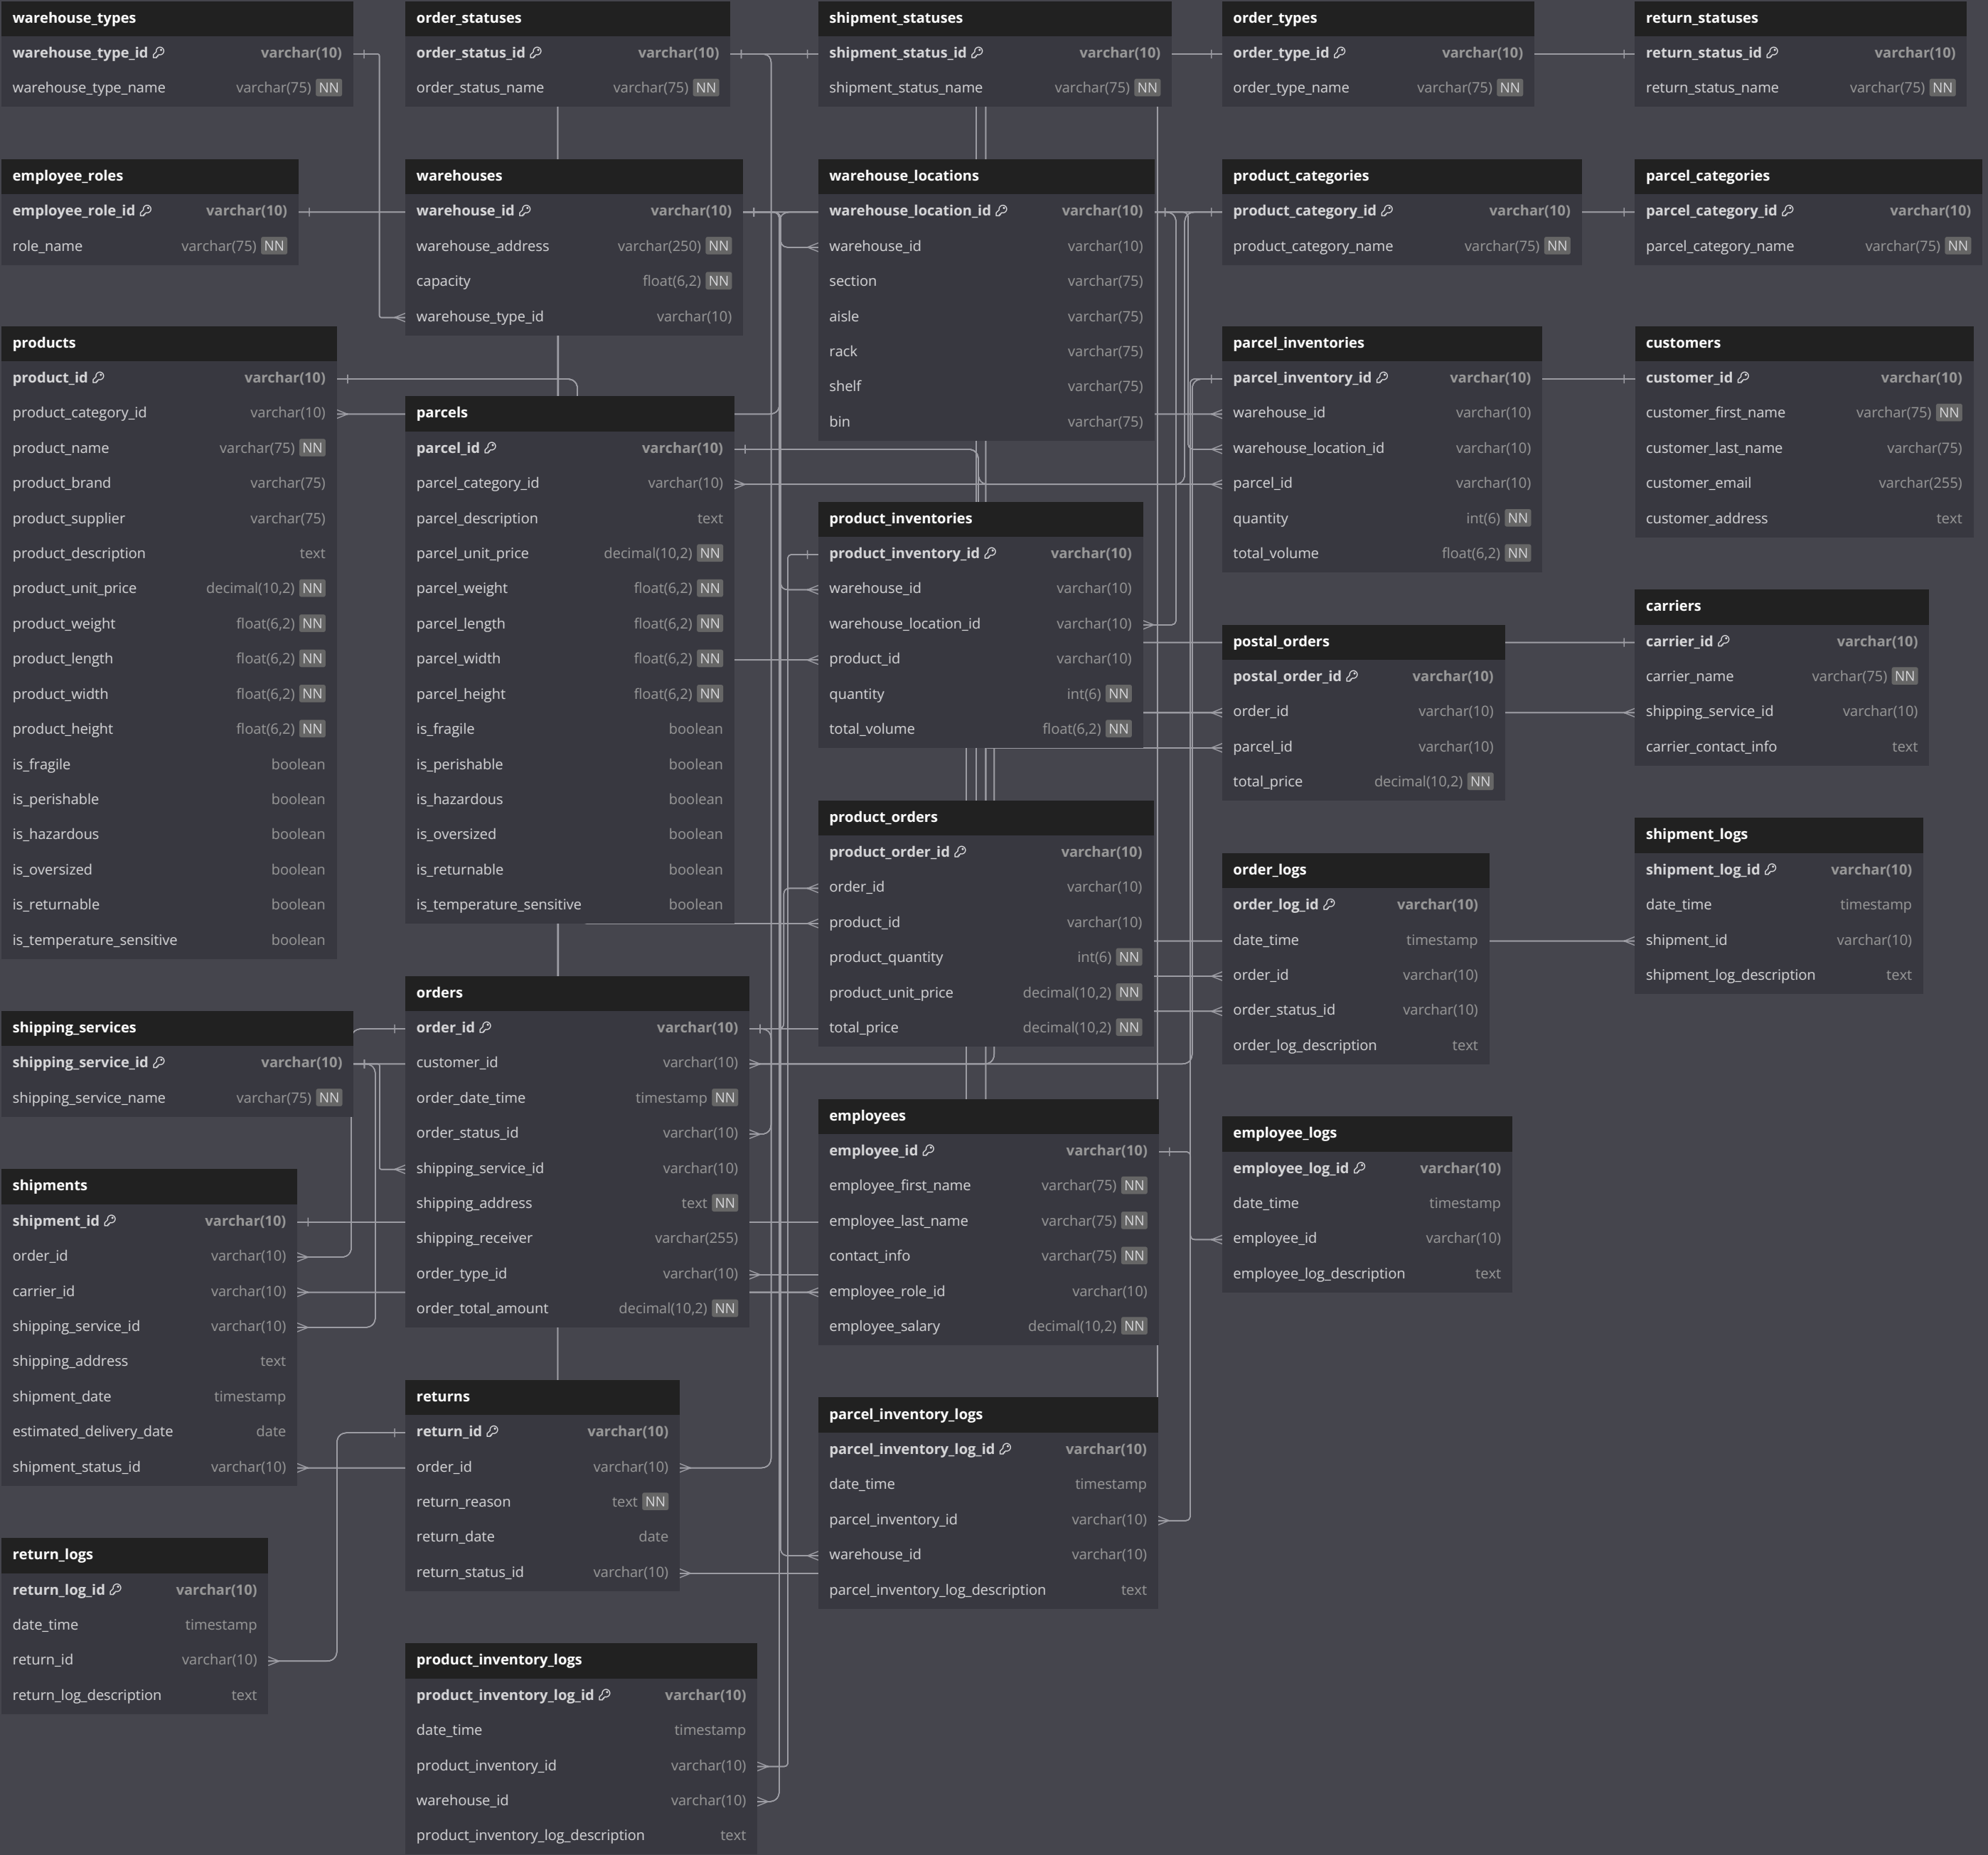 warehouse_types
warehouse_type_id varchar(10)
warehouse_type_name varchar(75) NN
order_statuses
order_status_id varchar(10)
order_status_name varchar(75) NN
shipment_statuses
shipment_status_id varchar(10)
shipment_status_name varchar(75) NN
order_types
order_type_id varchar(10)
order_type_name varchar(75) NN
return_statuses
return_status_id varchar(10)
return_status_name varchar(75) NN
employee_roles
employee_role_id varchar(10)
role_name varchar(75) NN
warehouses
warehouse_id varchar(10)
warehouse_address varchar(250) NN
capacity float(6,2) NN
warehouse_type_id varchar(10)
warehouse_locations
warehouse_location_id varchar(10)
warehouse_id varchar(10)
section varchar(75)
aisle varchar(75)
rack varchar(75)
shelf varchar(75)
bin varchar(75)
product_categories
product_category_id varchar(10)
product_category_name varchar(75) NN
parcel_categories
parcel_category_id varchar(10)
parcel_category_name varchar(75) NN
products
product_id varchar(10)
product_category_id varchar(10)
product_name varchar(75) NN
product_brand varchar(75)
product_supplier varchar(75)
product_description text
product_unit_price decimal(10,2) NN
product_weight float(6,2) NN
product_length float(6,2) NN
product_width float(6,2) NN
product_height float(6,2) NN
is_fragile boolean
is_perishable boolean
is_hazardous boolean
is_oversized boolean
is_returnable boolean
is_temperature_sensitive boolean
parcels
parcel_id varchar(10)
parcel_category_id varchar(10)
parcel_description text
parcel_unit_price decimal(10,2) NN
parcel_weight float(6,2) NN
parcel_length float(6,2) NN
parcel_width float(6,2) NN
parcel_height float(6,2) NN
is_fragile boolean
is_perishable boolean
is_hazardous boolean
is_oversized boolean
is_returnable boolean
is_temperature_sensitive boolean
parcel_inventories
parcel_inventory_id varchar(10)
warehouse_id varchar(10)
warehouse_location_id varchar(10)
parcel_id varchar(10)
quantity int(6) NN
total_volume float(6,2) NN
customers
customer_id varchar(10)
customer_first_name varchar(75) NN
customer_last_name varchar(75)
customer_email varchar(255)
customer_address text
product_inventories
product_inventory_id varchar(10)
warehouse_id varchar(10)
warehouse_location_id varchar(10)
product_id varchar(10)
quantity int(6) NN
total_volume float(6,2) NN
postal_orders
postal_order_id varchar(10)
order_id varchar(10)
parcel_id varchar(10)
total_price decimal(10,2) NN
carriers
carrier_id varchar(10)
carrier_name varchar(75) NN
shipping_service_id varchar(10)
carrier_contact_info text
product_orders
product_order_id varchar(10)
order_id varchar(10)
product_id varchar(10)
product_quantity int(6) NN
product_unit_price decimal(10,2) NN
total_price decimal(10,2) NN
order_logs
order_log_id varchar(10)
date_time timestamp
order_id varchar(10)
order_status_id varchar(10)
order_log_description text
shipment_logs
shipment_log_id varchar(10)
date_time timestamp
shipment_id varchar(10)
shipment_log_description text
shipping_services
shipping_service_id varchar(10)
shipping_service_name varchar(75) NN
orders
order_id varchar(10)
customer_id varchar(10)
order_date_time timestamp NN
order_status_id varchar(10)
shipping_service_id varchar(10)
shipping_address text NN
shipping_receiver varchar(255)
order_type_id varchar(10)
order_total_amount decimal(10,2) NN
employees
employee_id varchar(10)
employee_first_name varchar(75) NN
employee_last_name varchar(75) NN
contact_info varchar(75) NN
employee_role_id varchar(10)
employee_salary decimal(10,2) NN
employee_logs
employee_log_id varchar(10)
date_time timestamp
employee_id varchar(10)
employee_log_description text
shipments
shipment_id varchar(10)
order_id varchar(10)
carrier_id varchar(10)
shipping_service_id varchar(10)
shipping_address text
shipment_date timestamp
estimated_delivery_date date
shipment_status_id varchar(10)
returns
return_id varchar(10)
order_id varchar(10)
return_reason text NN
return_date date
return_status_id varchar(10)
parcel_inventory_logs
parcel_inventory_log_id varchar(10)
date_time timestamp
parcel_inventory_id varchar(10)
warehouse_id varchar(10)
parcel_inventory_log_description text
return_logs
return_log_id varchar(10)
date_time timestamp
return_id varchar(10)
return_log_description text
product_inventory_logs
product_inventory_log_id varchar(10)
date_time timestamp
product_inventory_id varchar(10)
warehouse_id varchar(10)
product_inventory_log_description text